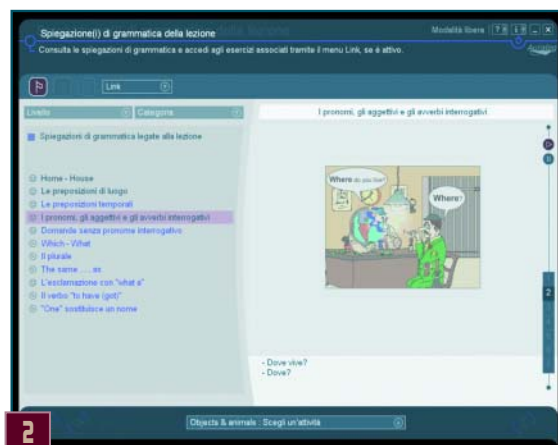 Spiegazione(i) di grammatica della lezione
Modalità libera
Consulta le spiegazioni di grammatica e accedi agli esercizi associati tramite il menu Link, se è attivo.
Link
Livello
Categoria
I pronomi, gli aggettivi e gli avverbi interrogativi
Spiegazioni di grammatica legate alla lezione
Home - House
Le preposizioni di luogo
Le preposizioni temporali
I pronomi, gli aggettivi e gli avverbi interrogativi
Domande senza pronome interrogativo
Which - What
Il plurale
The same .... as
L'esclamazione con "what a"
Il verbo "to have (got)"
"One" sostituisce un nome
Where do you live?
Where?
2
- Dove vive?
- Dove?
Objects & animals : Scegli un'attività
2